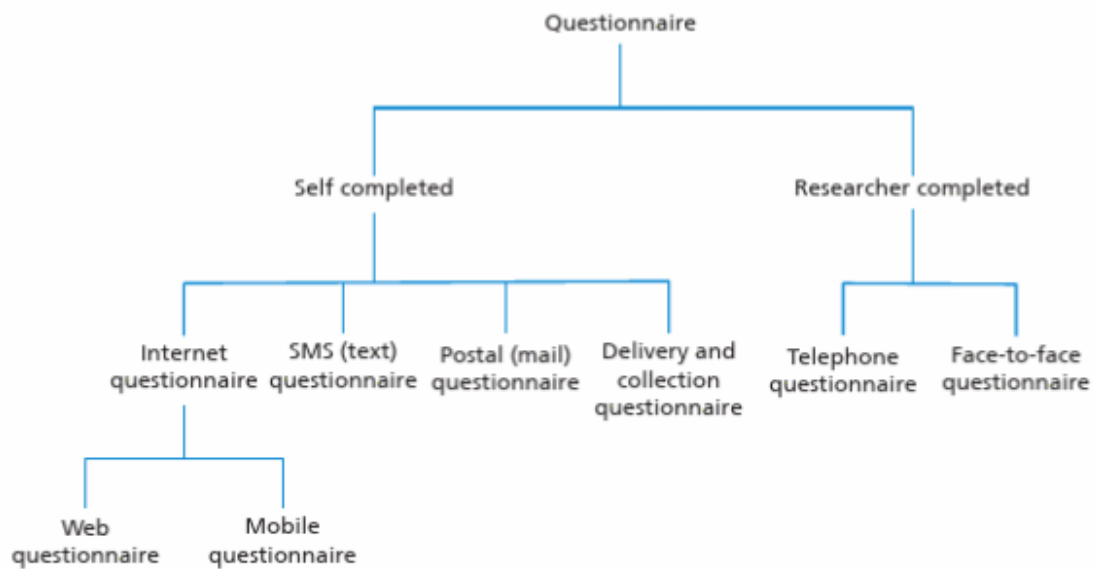 Questionnaire
Self completed
Researcher completed
Internet
questionnaire
SMS (text)
questionnaire
Postal (mail)
questionnaire
Delivery and
collection
questionnaire
Telephone
questionnaire
Face-to-face
questionnaire
Web
questionnaire
Mobile
questionnaire